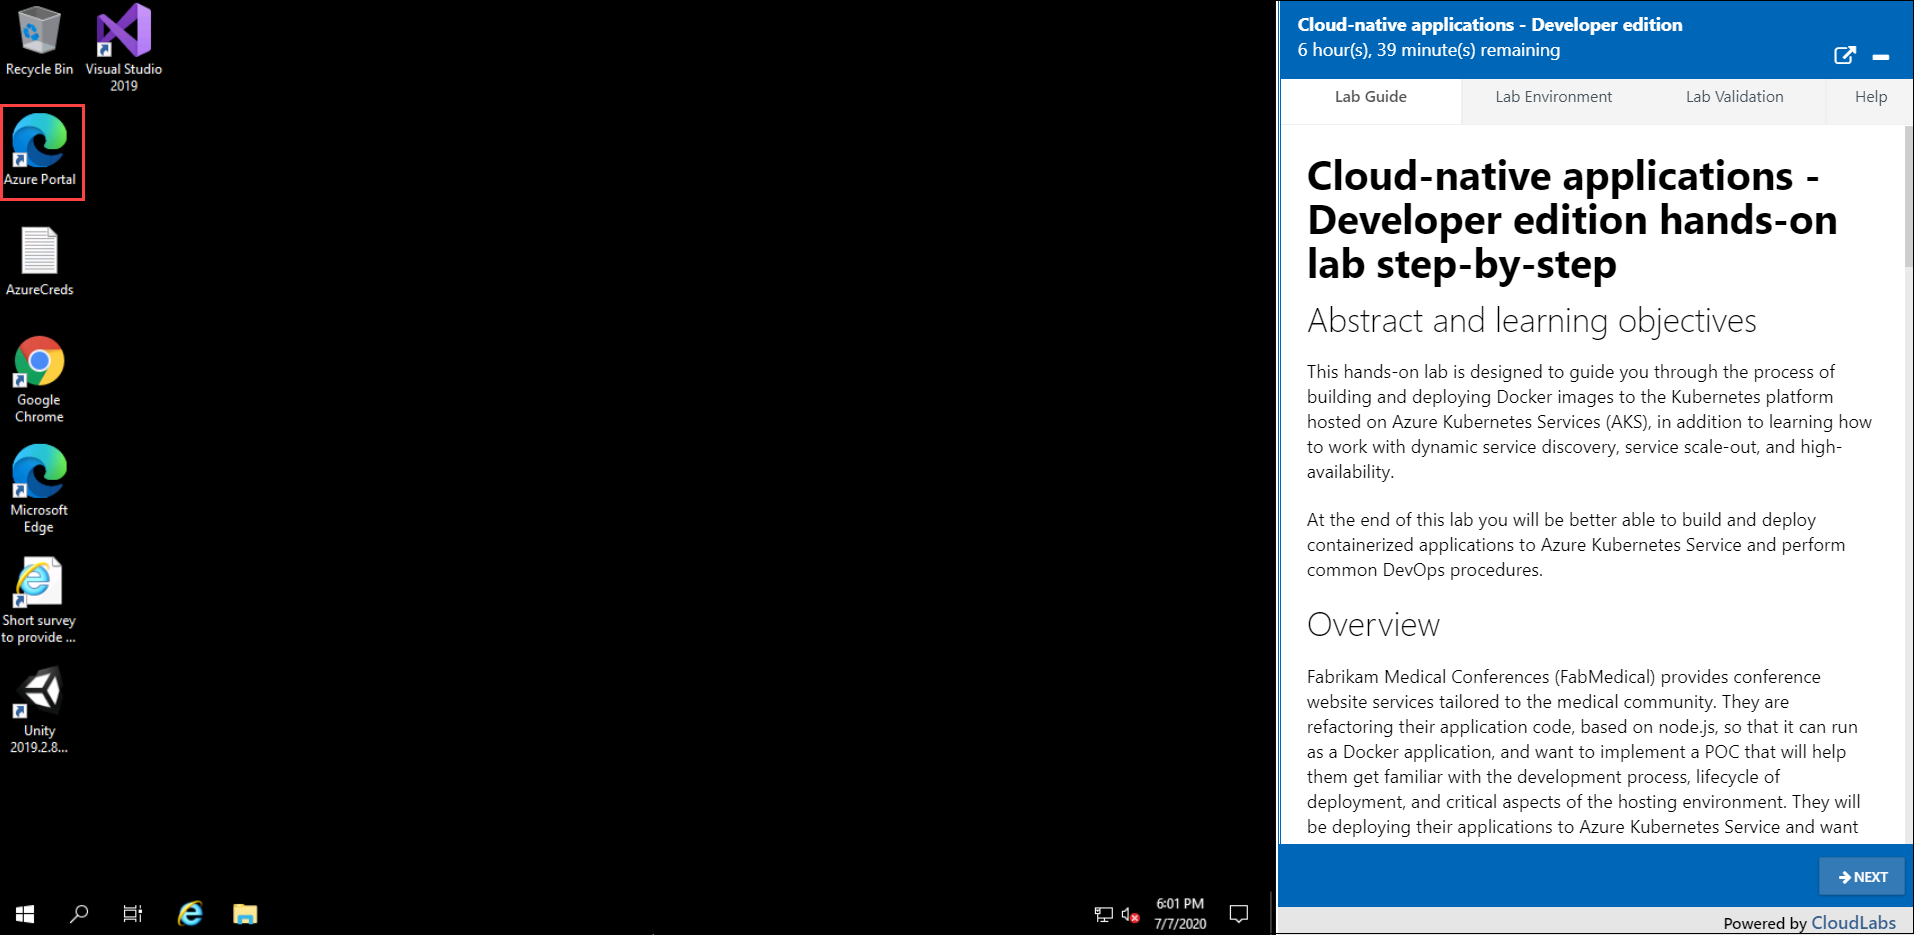 Recycle Bin
Visual Studio
2019
Azure Portal
AzureCreds
Google
Chrome
Microsoft
Edge
Short survey
to provide ...
Unity
2019.2.8...
6:01 PM
7/7/2020
Cloud-native applications - Developer edition
6 hour(s), 39 minute(s) remaining
Lab Guide
Lab Environment
Lab Validation
Help
Cloud-native applications -
Developer edition hands-on
lab step-by-step
Abstract and learning objectives
This hands-on lab is designed to guide you through the process of
building and deploying Docker images to the Kubernetes platform
hosted on Azure Kubernetes Services (AKS), in addition to learning how
to work with dynamic service discovery, service scale-out, and high-
availability.
At the end of this lab you will be better able to build and deploy
containerized applications to Azure Kubernetes Service and perform
common DevOps procedures.
Overview
Fabrikam Medical Conferences (FabMedical) provides conference
website services tailored to the medical community. They are
refactoring their application code, based on node.js, so that it can run
as a Docker application, and want to implement a POC that will help
them get familiar with the development process, lifecycle of
deployment, and critical aspects of the hosting environment. They will
be deploying their applications to Azure Kubernetes Service and want
NEXT
Powered by CloudLabs